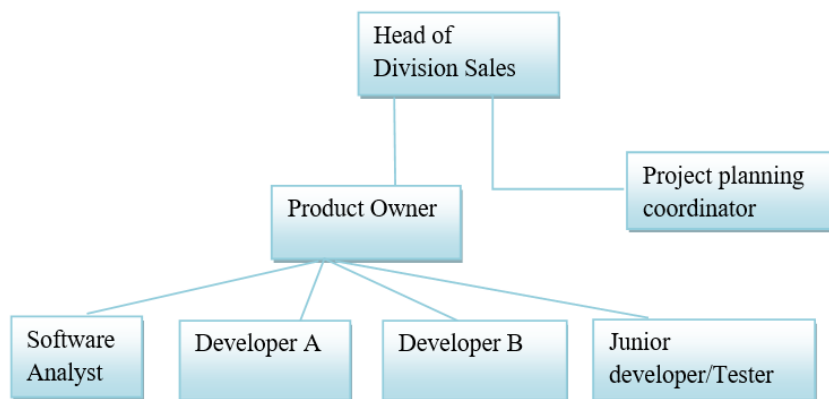 Head of
Division Sales
Project planning
coordinator
Product Owner
Software
Analyst
Developer A
Developer B
Junior
developer/Tester